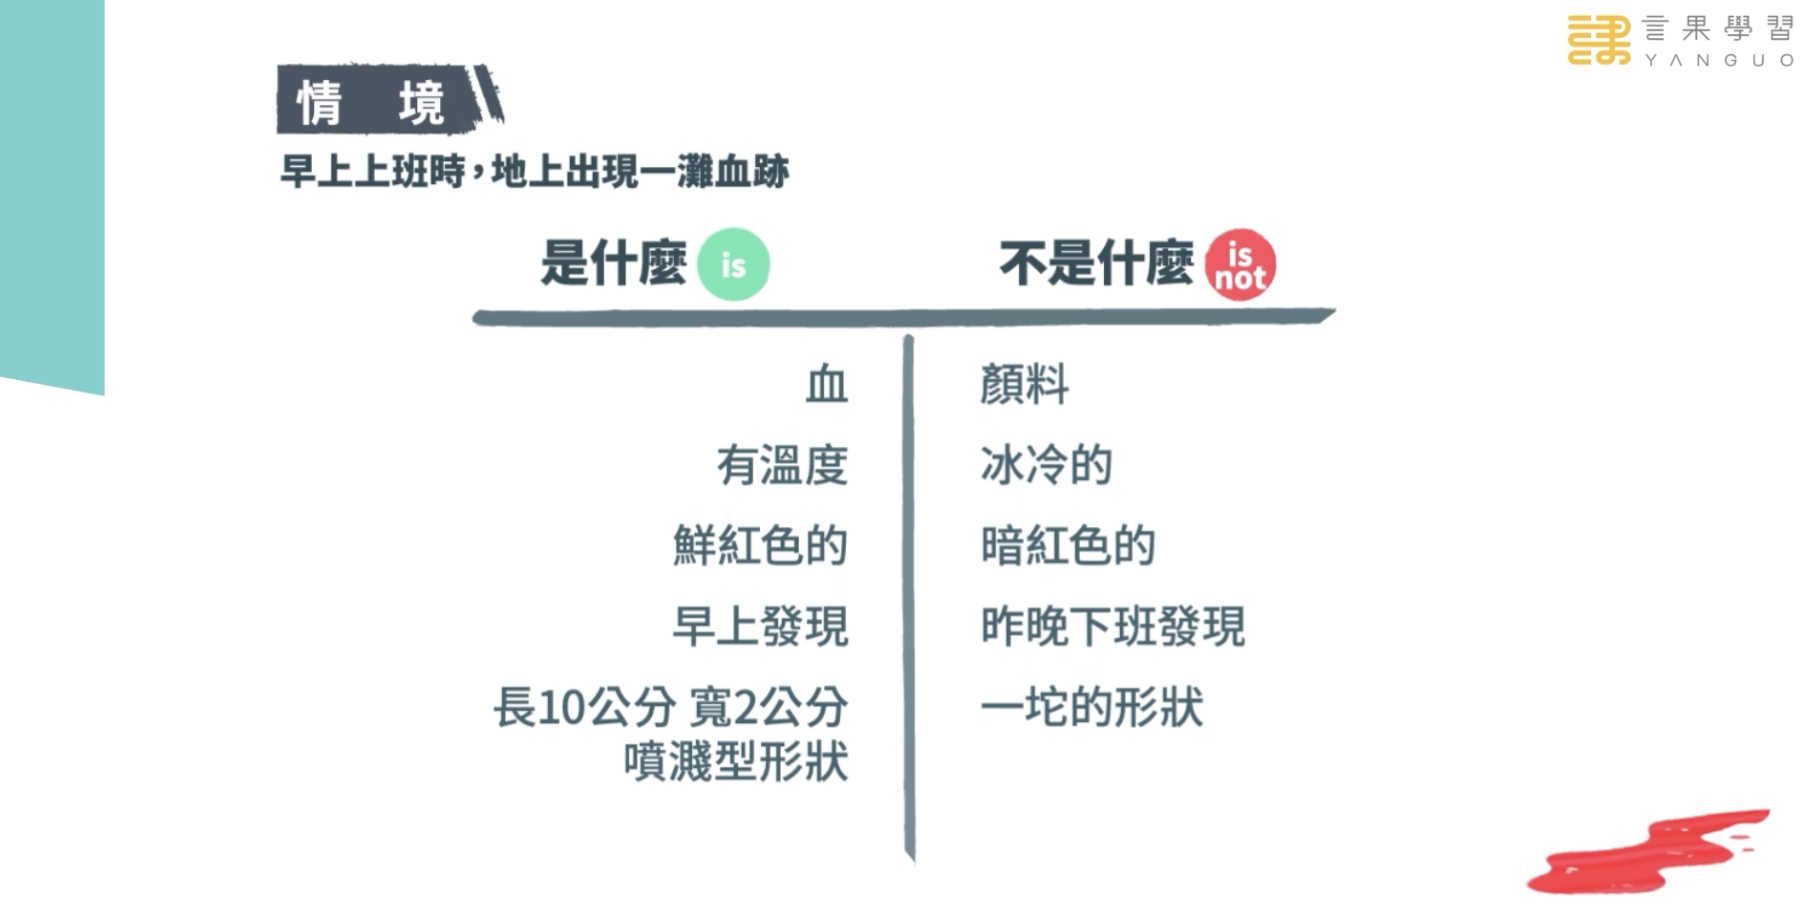 言果學習
YANGUO
情 境
早上上班時，地上出現一灘血跡
是什麼 is
不是什麼 is not
血
顏料
有溫度
冰冷的
鮮紅色的
暗紅色的
早上發現
昨晚下班發現
長10公分 寬2公分
噴濺型形狀
一坨的形狀